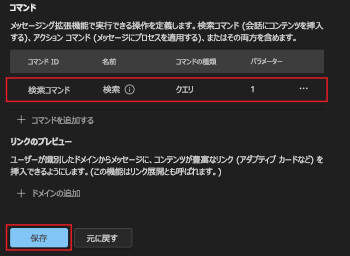 コマンド
メッセージング拡張機能で実行できる操作を定義します。検索コマンド (会話にコンテンツを挿入
する)、アクション コマンド (メッセージにプロセスを適用する)、またはその両方を含めます。
コマンド ID 名前 コマンドの種類 パラメーター
検索コマンド 検索 クエリ 1 ...
+ コマンドを追加する
リンクのプレビュー
ユーザーが識別したドメインからメッセージに、コンテンツが豊富なリンク (アダプティブ カードなど) を
挿入できるようにします。(この機能はリンク展開とも呼ばれます。)
+ ドメインの追加
保存 元に戻す